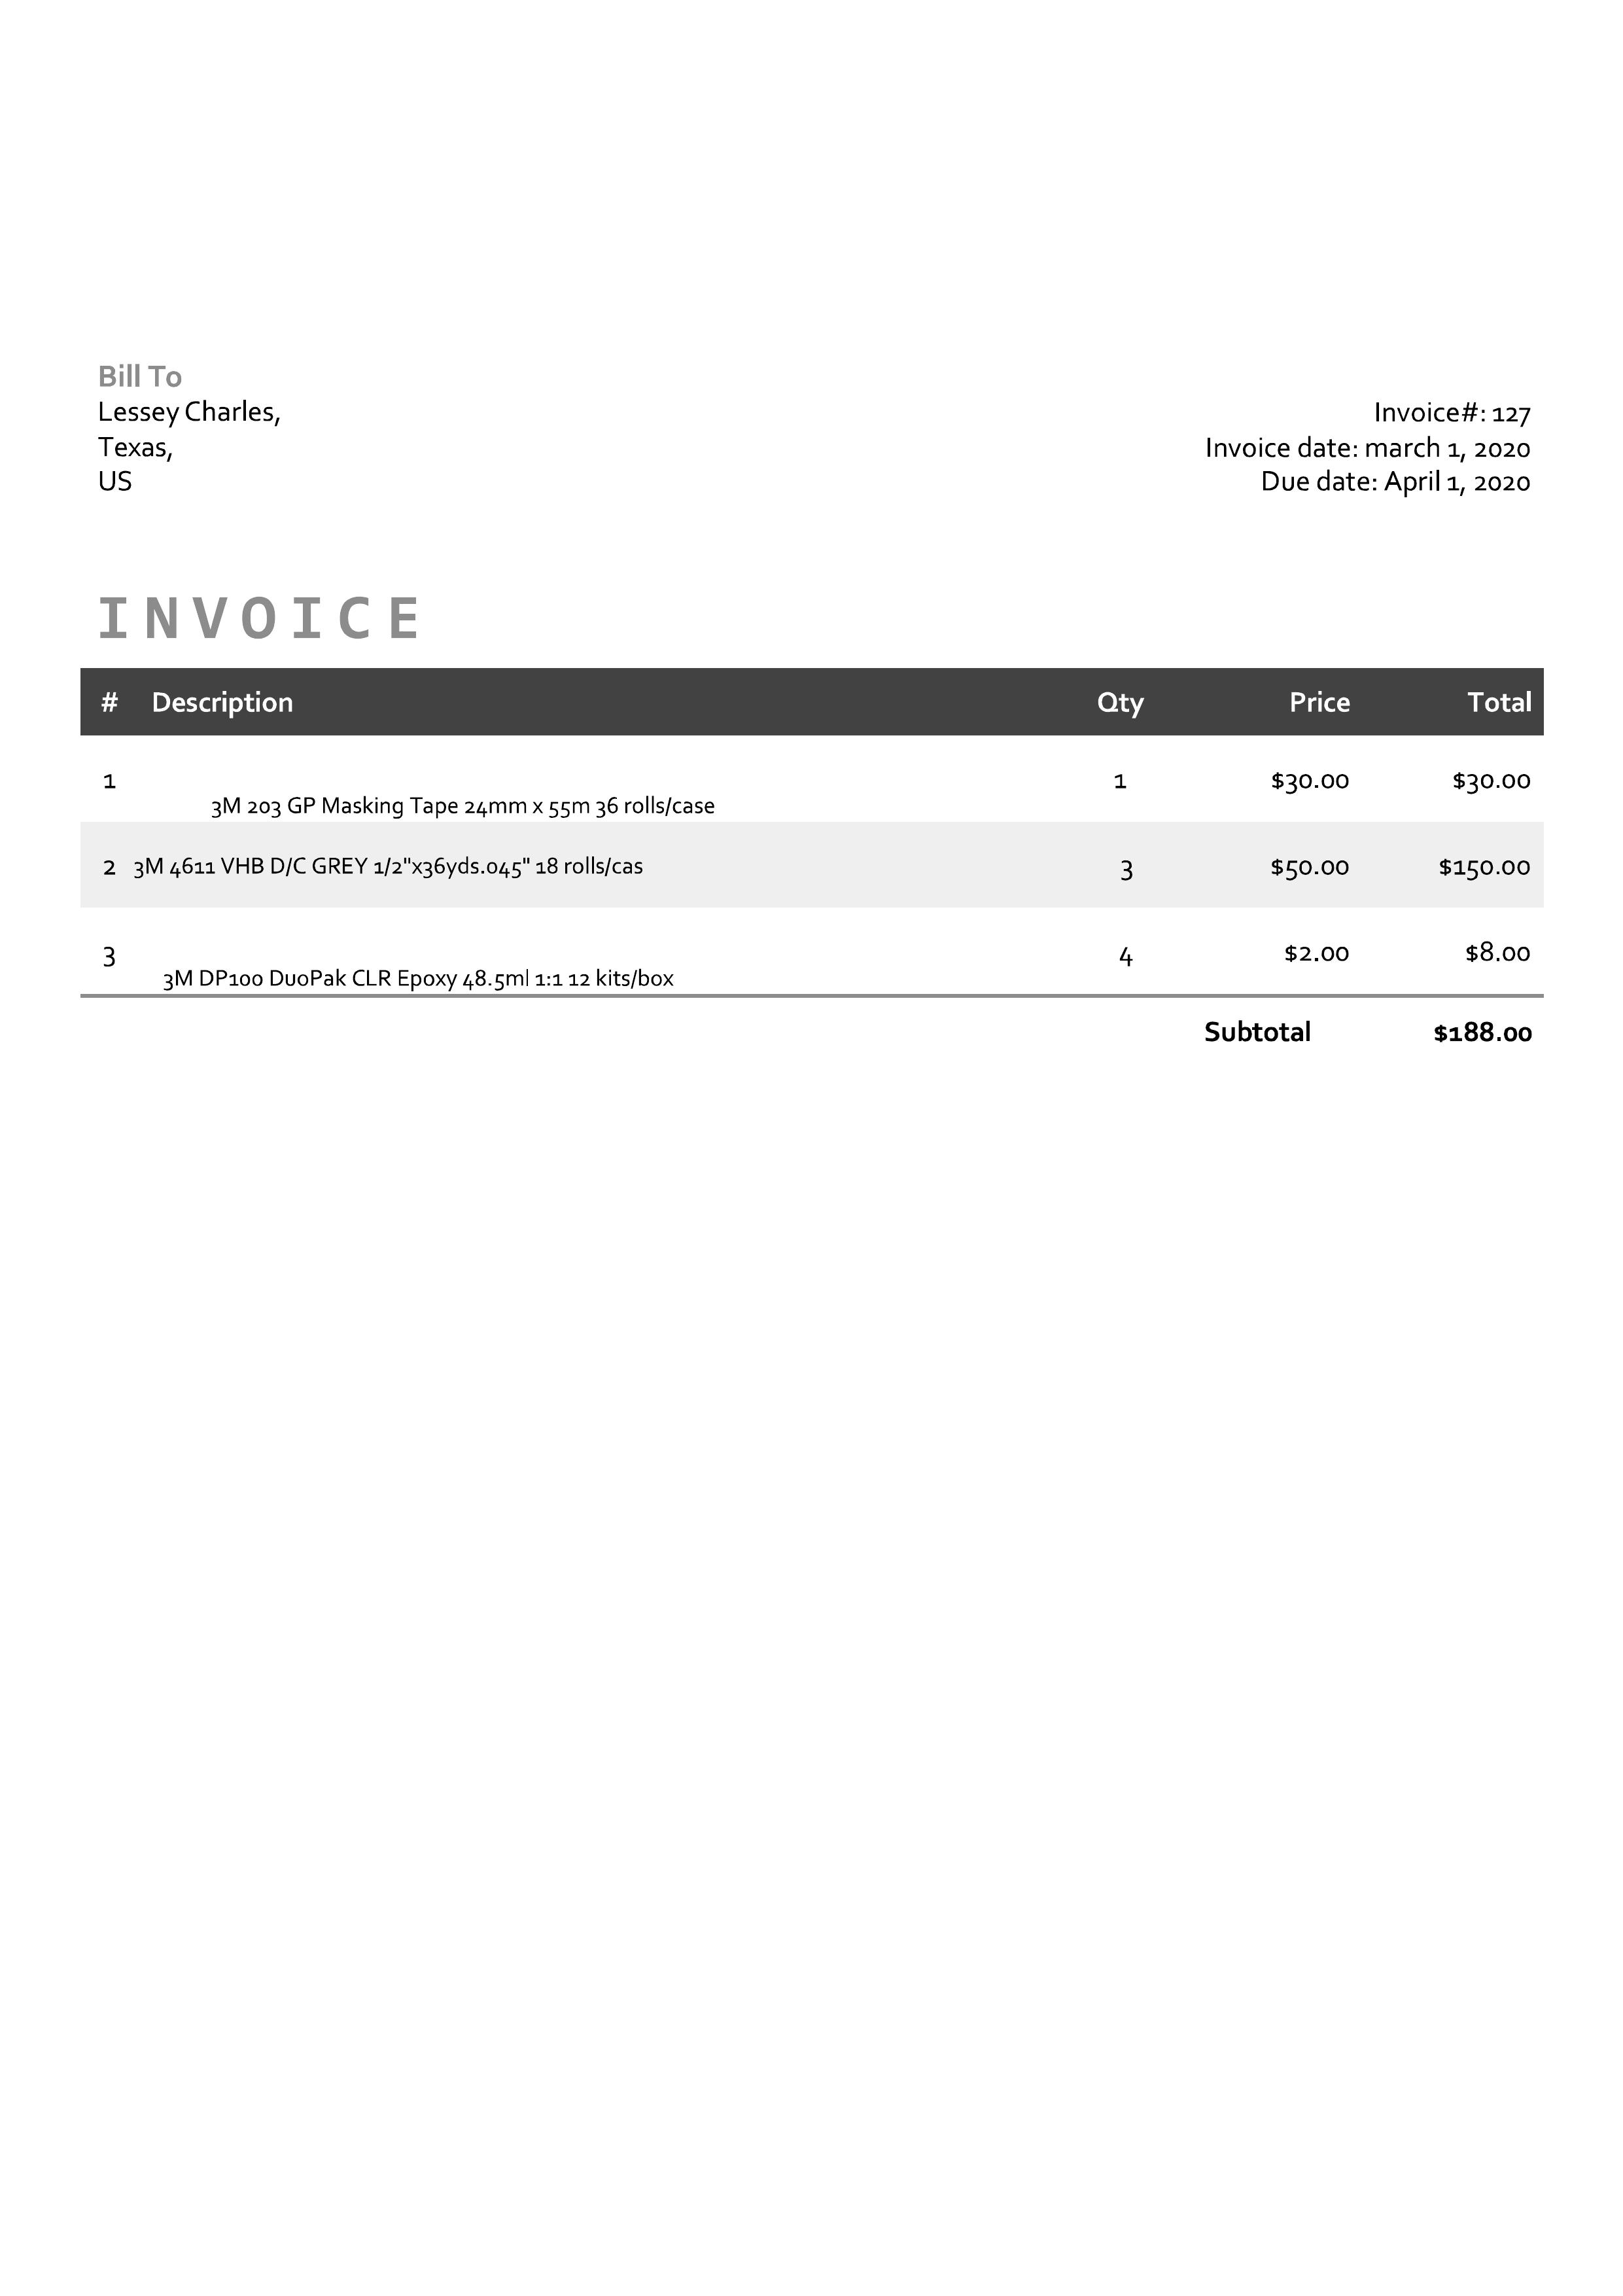 Bill To
Lessey Charles,
Texas,
US
Invoice#: 127
Invoice date: march 1, 2020
Due date: April 1, 2020
INVOICE
# Description Qty Price Total
1 3M 203 GP Masking Tape 24mm x 55m 36 rolls/case 1 $30.00 $30.00
2 3M 4611 VHB D/C GREY 1/2"x36yds.045" 18 rolls/cas 3 $50.00 $150.00
3 3M DP100 DuoPak CLR Epoxy 48.5ml 1:1 12 kits/box 4 $2.00 $8.00
Subtotal $188.00